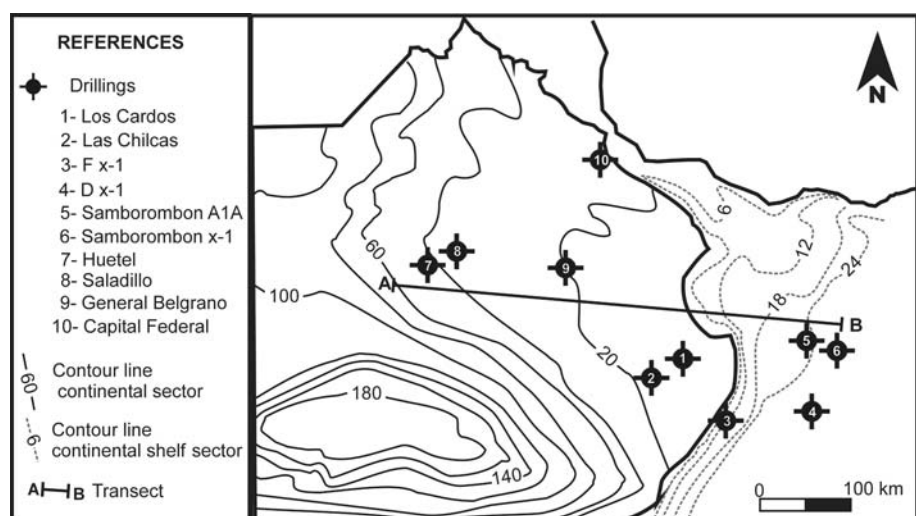 REFERENCES
Drillings
1- Los Cardos
2- Las Chilcas
3- F x-1
4- D x-1
5- Samborombon A1A
6- Samborombon x-1
7- Huetel
8- Saladillo
9- General Belgrano
10- Capital Federal
60
Contour line
continental sector
6
Contour line
continental shelf sector
A B Transect
N
10
6
12
24
60
8
7
9
A
100
18
B
5
6
20
1
2
180
4
3
140
0 100 km